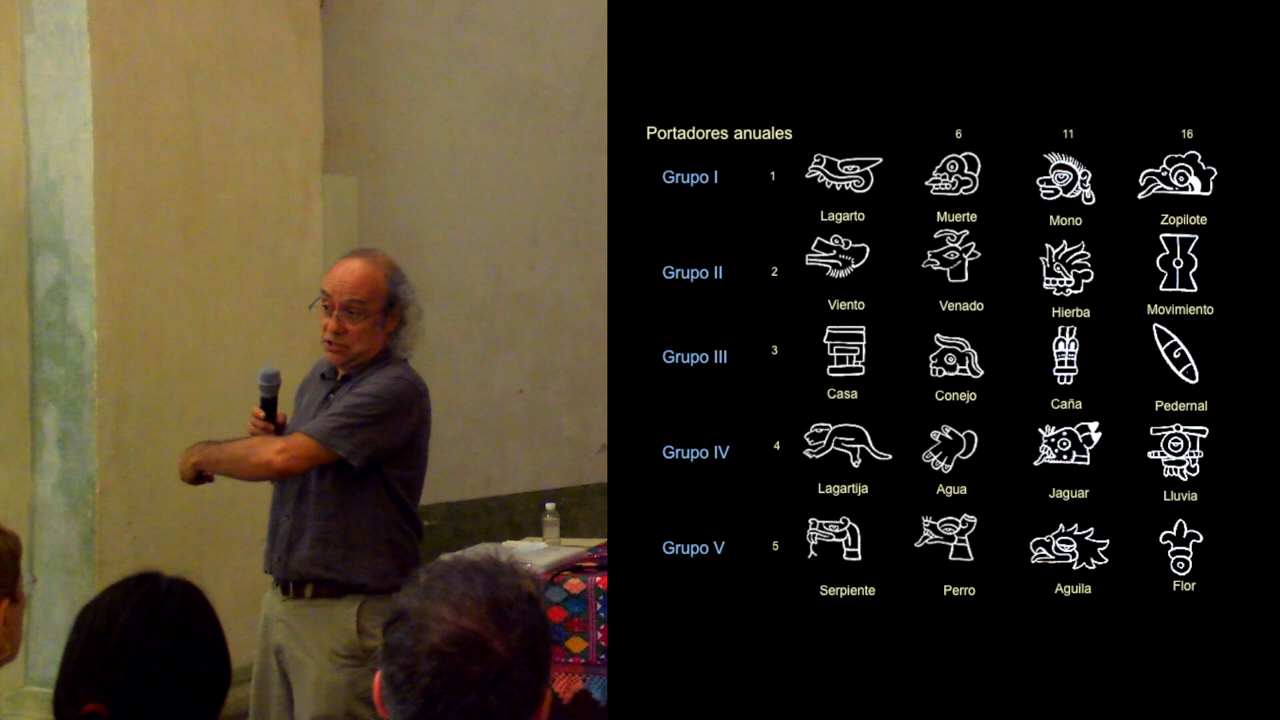 Portadores anuales 6 11 16
Grupo I 1
Lagarto Muerte Mono Zopilote
Grupo II 2
Viento Venado Hierba Movimiento
Grupo III 3
Casa Conejo Caña Pedernal
Grupo IV 4
Lagartija Agua Jaguar Lluvia
Grupo V 5
Serpiente Perro Aguila Flor